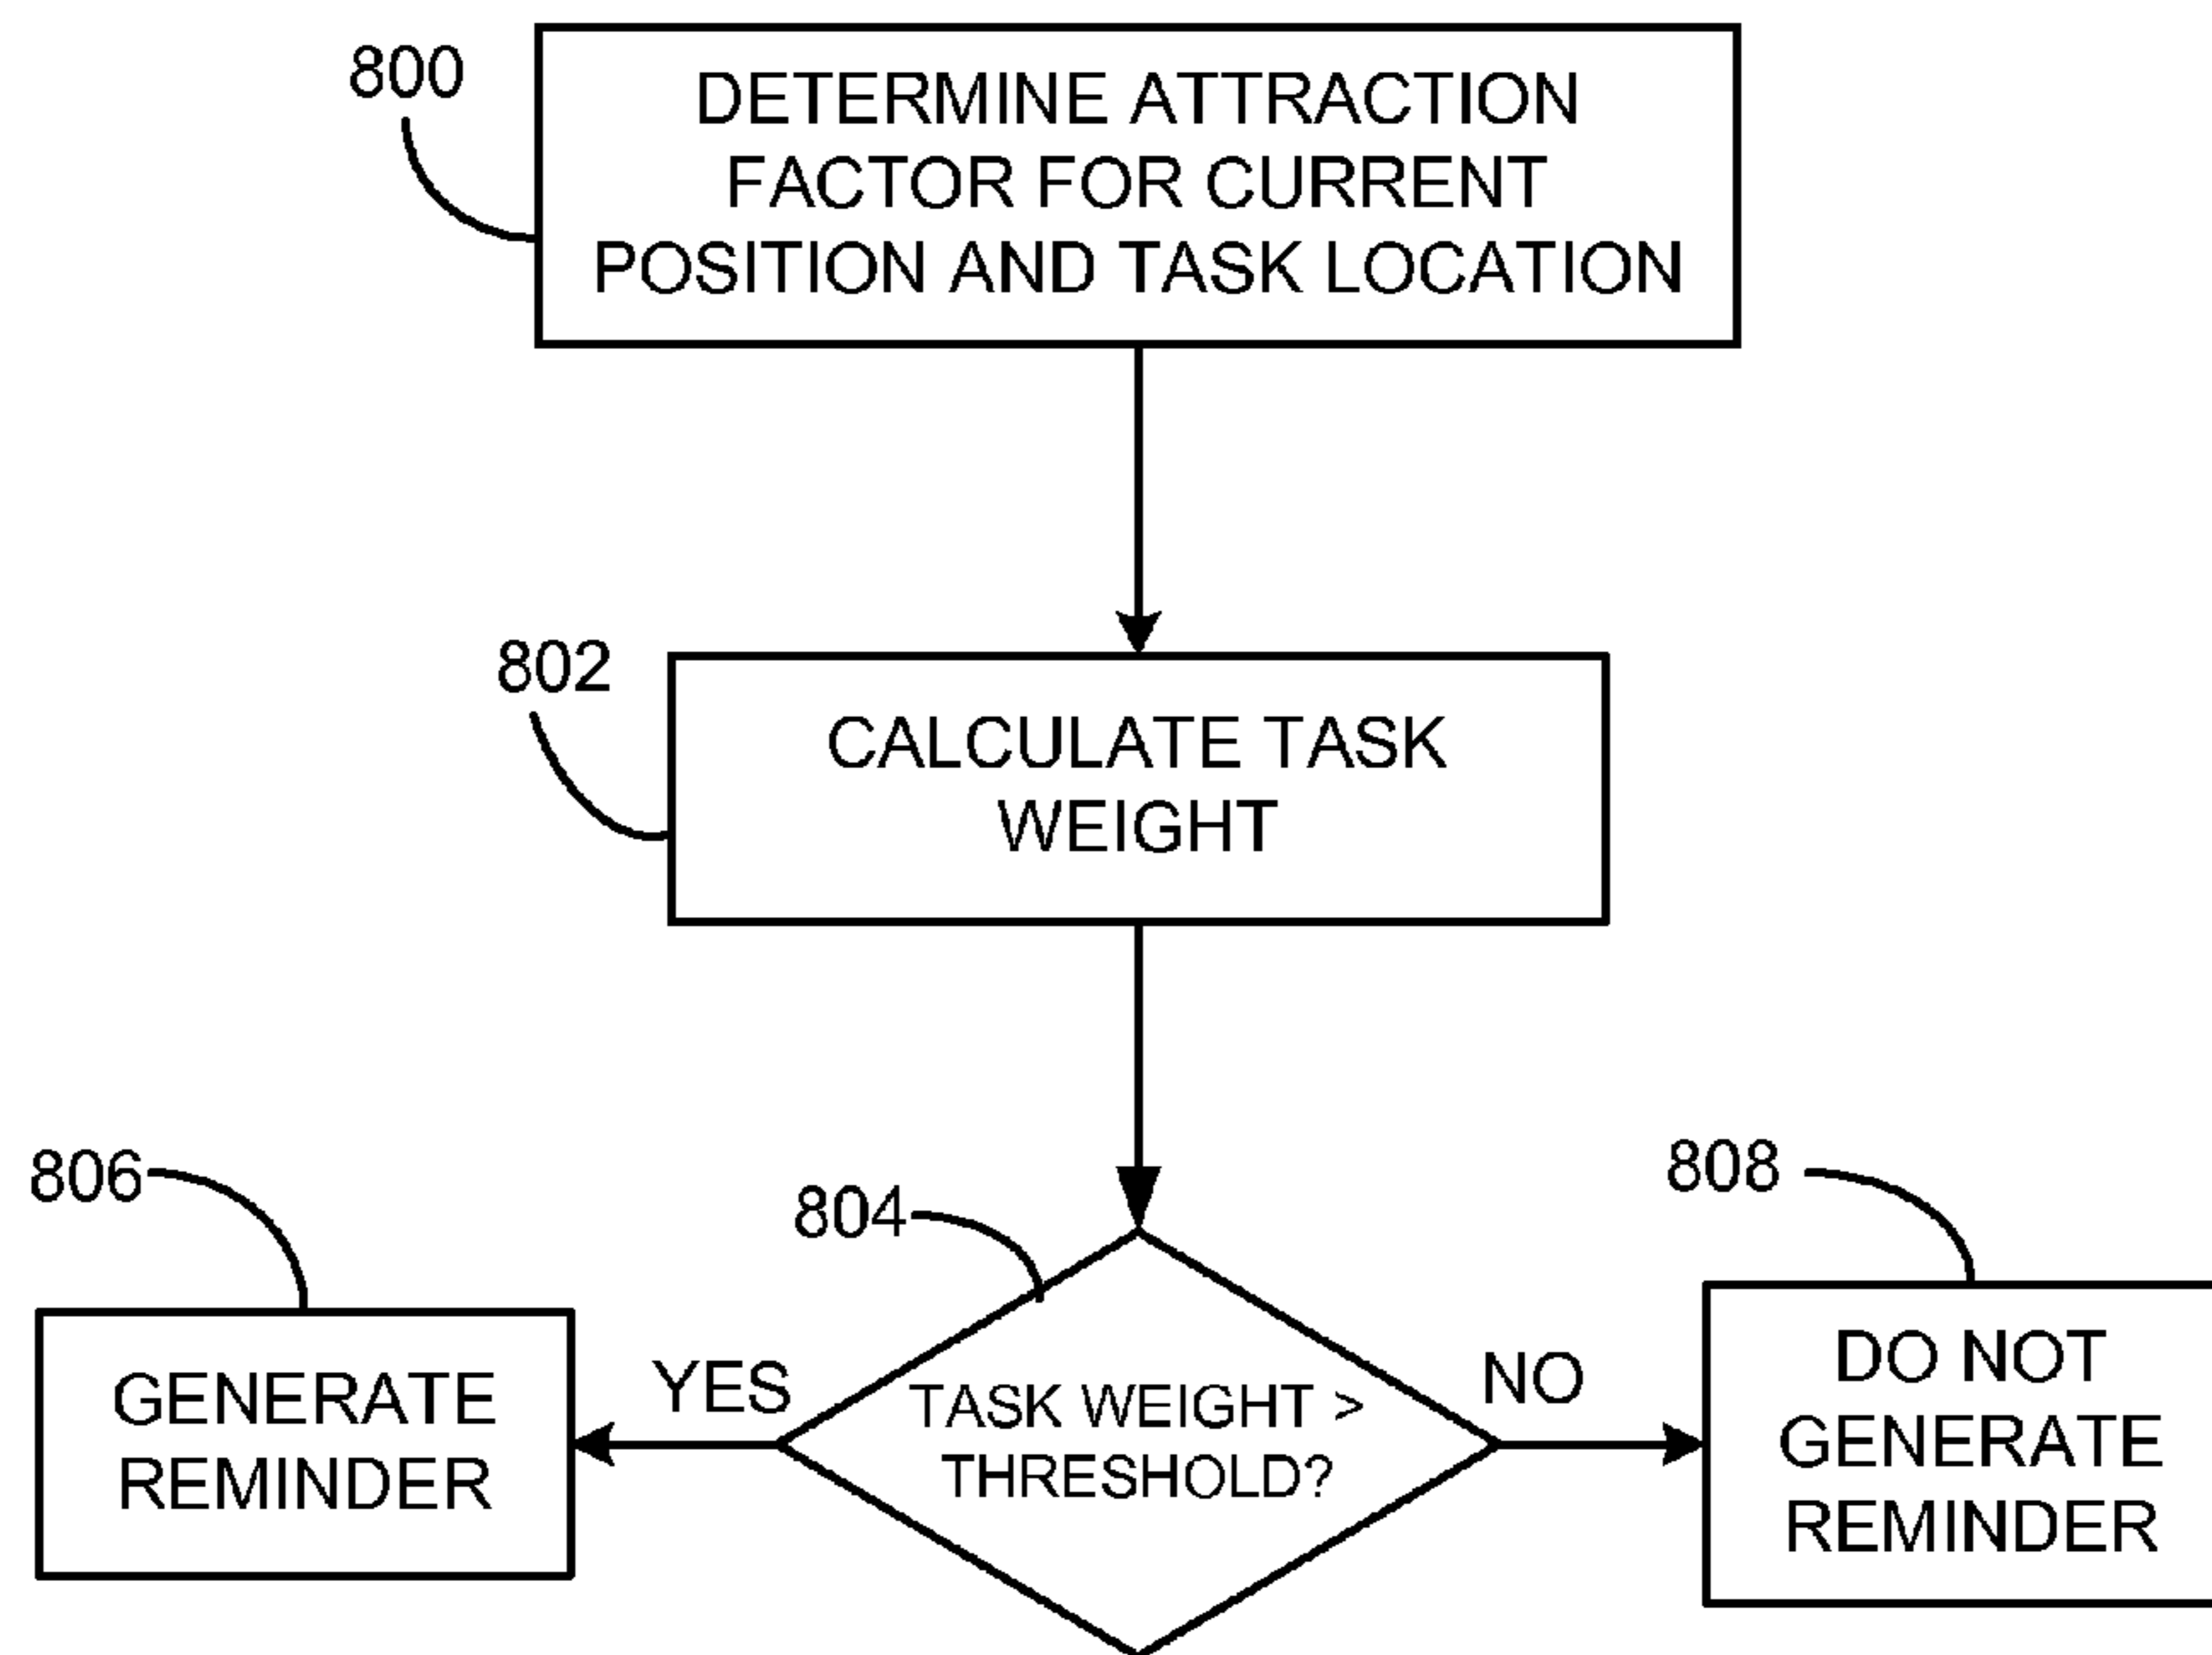 800
DETERMINE ATTRACTION
FACTOR FOR CURRENT
POSITION AND TASK LOCATION
802
CALCULATE TASK
WEIGHT
806
804
808
GENERATE
REMINDER
YES
TASK WEIGHT >
THRESHOLD?
NO
DO NOT
GENERATE
REMINDER